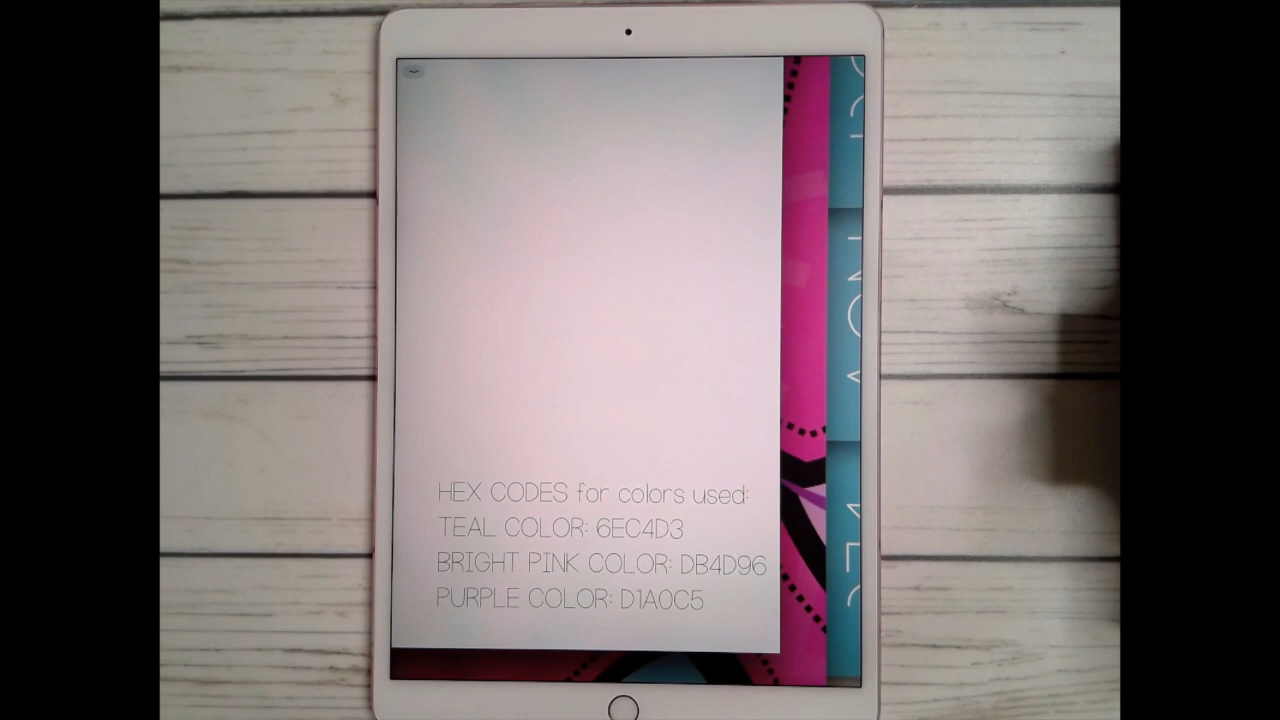 HEX CODES for colors used:
TEAL COLOR: 6EC4D3
BRIGHT PINK COLOR: DB4D96
PURPLE COLOR: D1A0C5